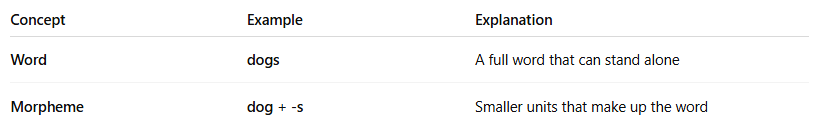 Concept Example Explanation
Word dogs A full word that can stand alone
Morpheme dog + -s Smaller units that make up the word